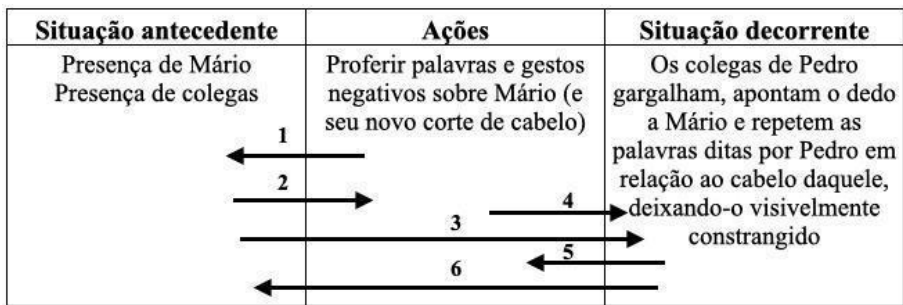 Situação antecedente
Ações
Situação decorrente
Presença de Mário
Presença de colegas
Proferir palavras e gestos
negativos sobre Mário (e
seu novo corte de cabelo)
Os colegas de Pedro
gargalham, apontam o dedo
a Mário e repetem as
palavras ditas por Pedro em
relação ao cabelo daquele,
deixando-o visivelmente
constrangido
1
2
3
4
5
6